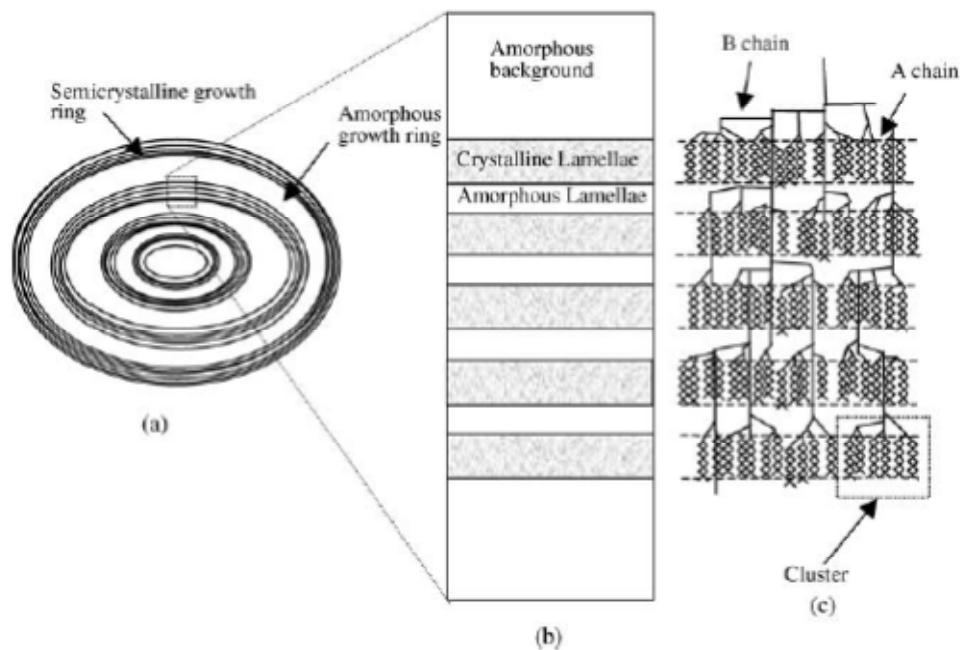 Semicrystalline growth
ring
Amorphous
growth ring
(a)
Amorphous
background
Crystalline Lamellae
Amorphous Lamellae
(b)
B chain
A chain
Cluster
(c)